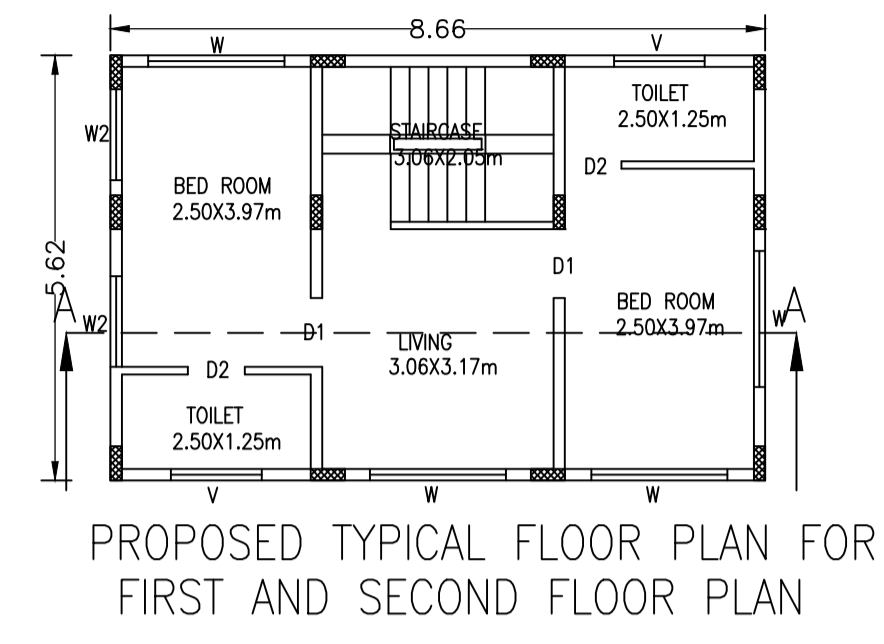 8.66
W
V
TOILET
2.50X1.25m
W2
STAIRCASE
3.06X2.05m
D2
BED ROOM
2.50X3.97m
5.62
D1
BED ROOM
2.50X3.97m
A
A
W2
W
D1
LIVING
3.06X3.17m
D2
TOILET
2.50X1.25m
V
W
W
PROPOSED TYPICAL FLOOR PLAN FOR
FIRST AND SECOND FLOOR PLAN